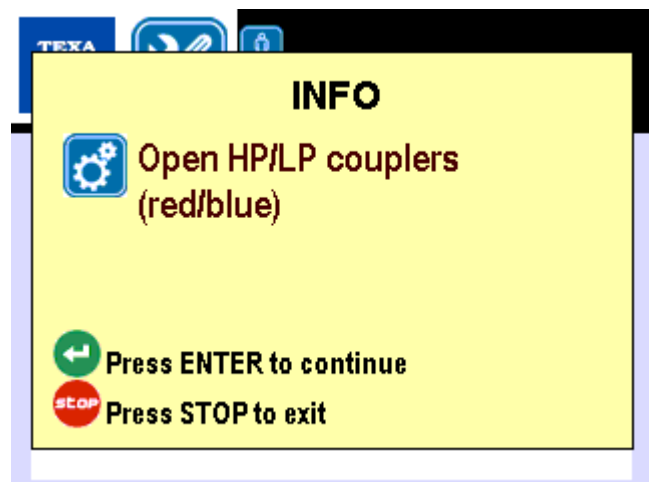 TEXA
INFO
Open HP/LP couplers
(red/blue)
Press ENTER to continue
stop
Press STOP to exit